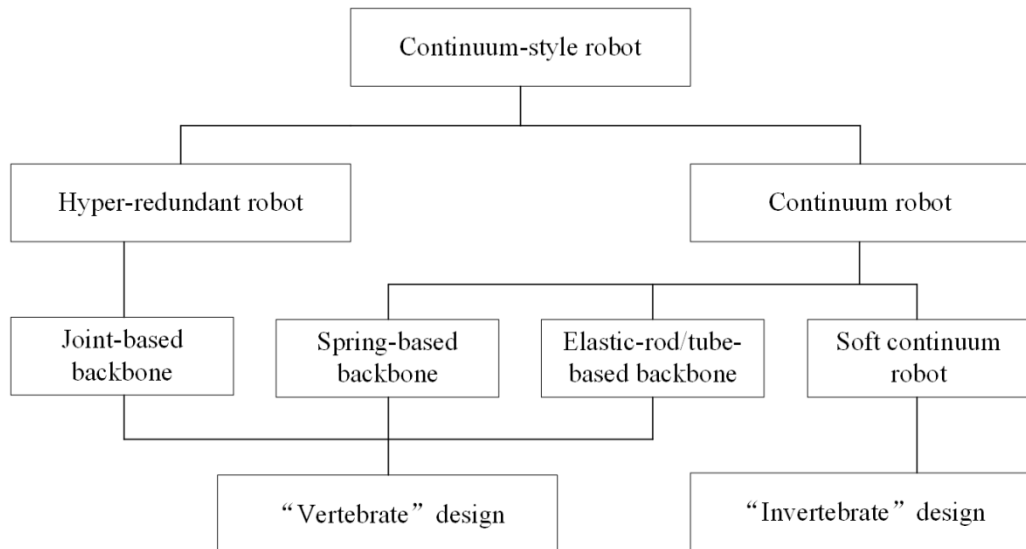 Continuum-style robot
Hyper-redundant robot
Continuum robot
Joint-based
backbone
Spring-based
backbone
Elastic-rod/tube-
based backbone
Soft continuum
robot
“Vertebrate” design
“Invertebrate” design